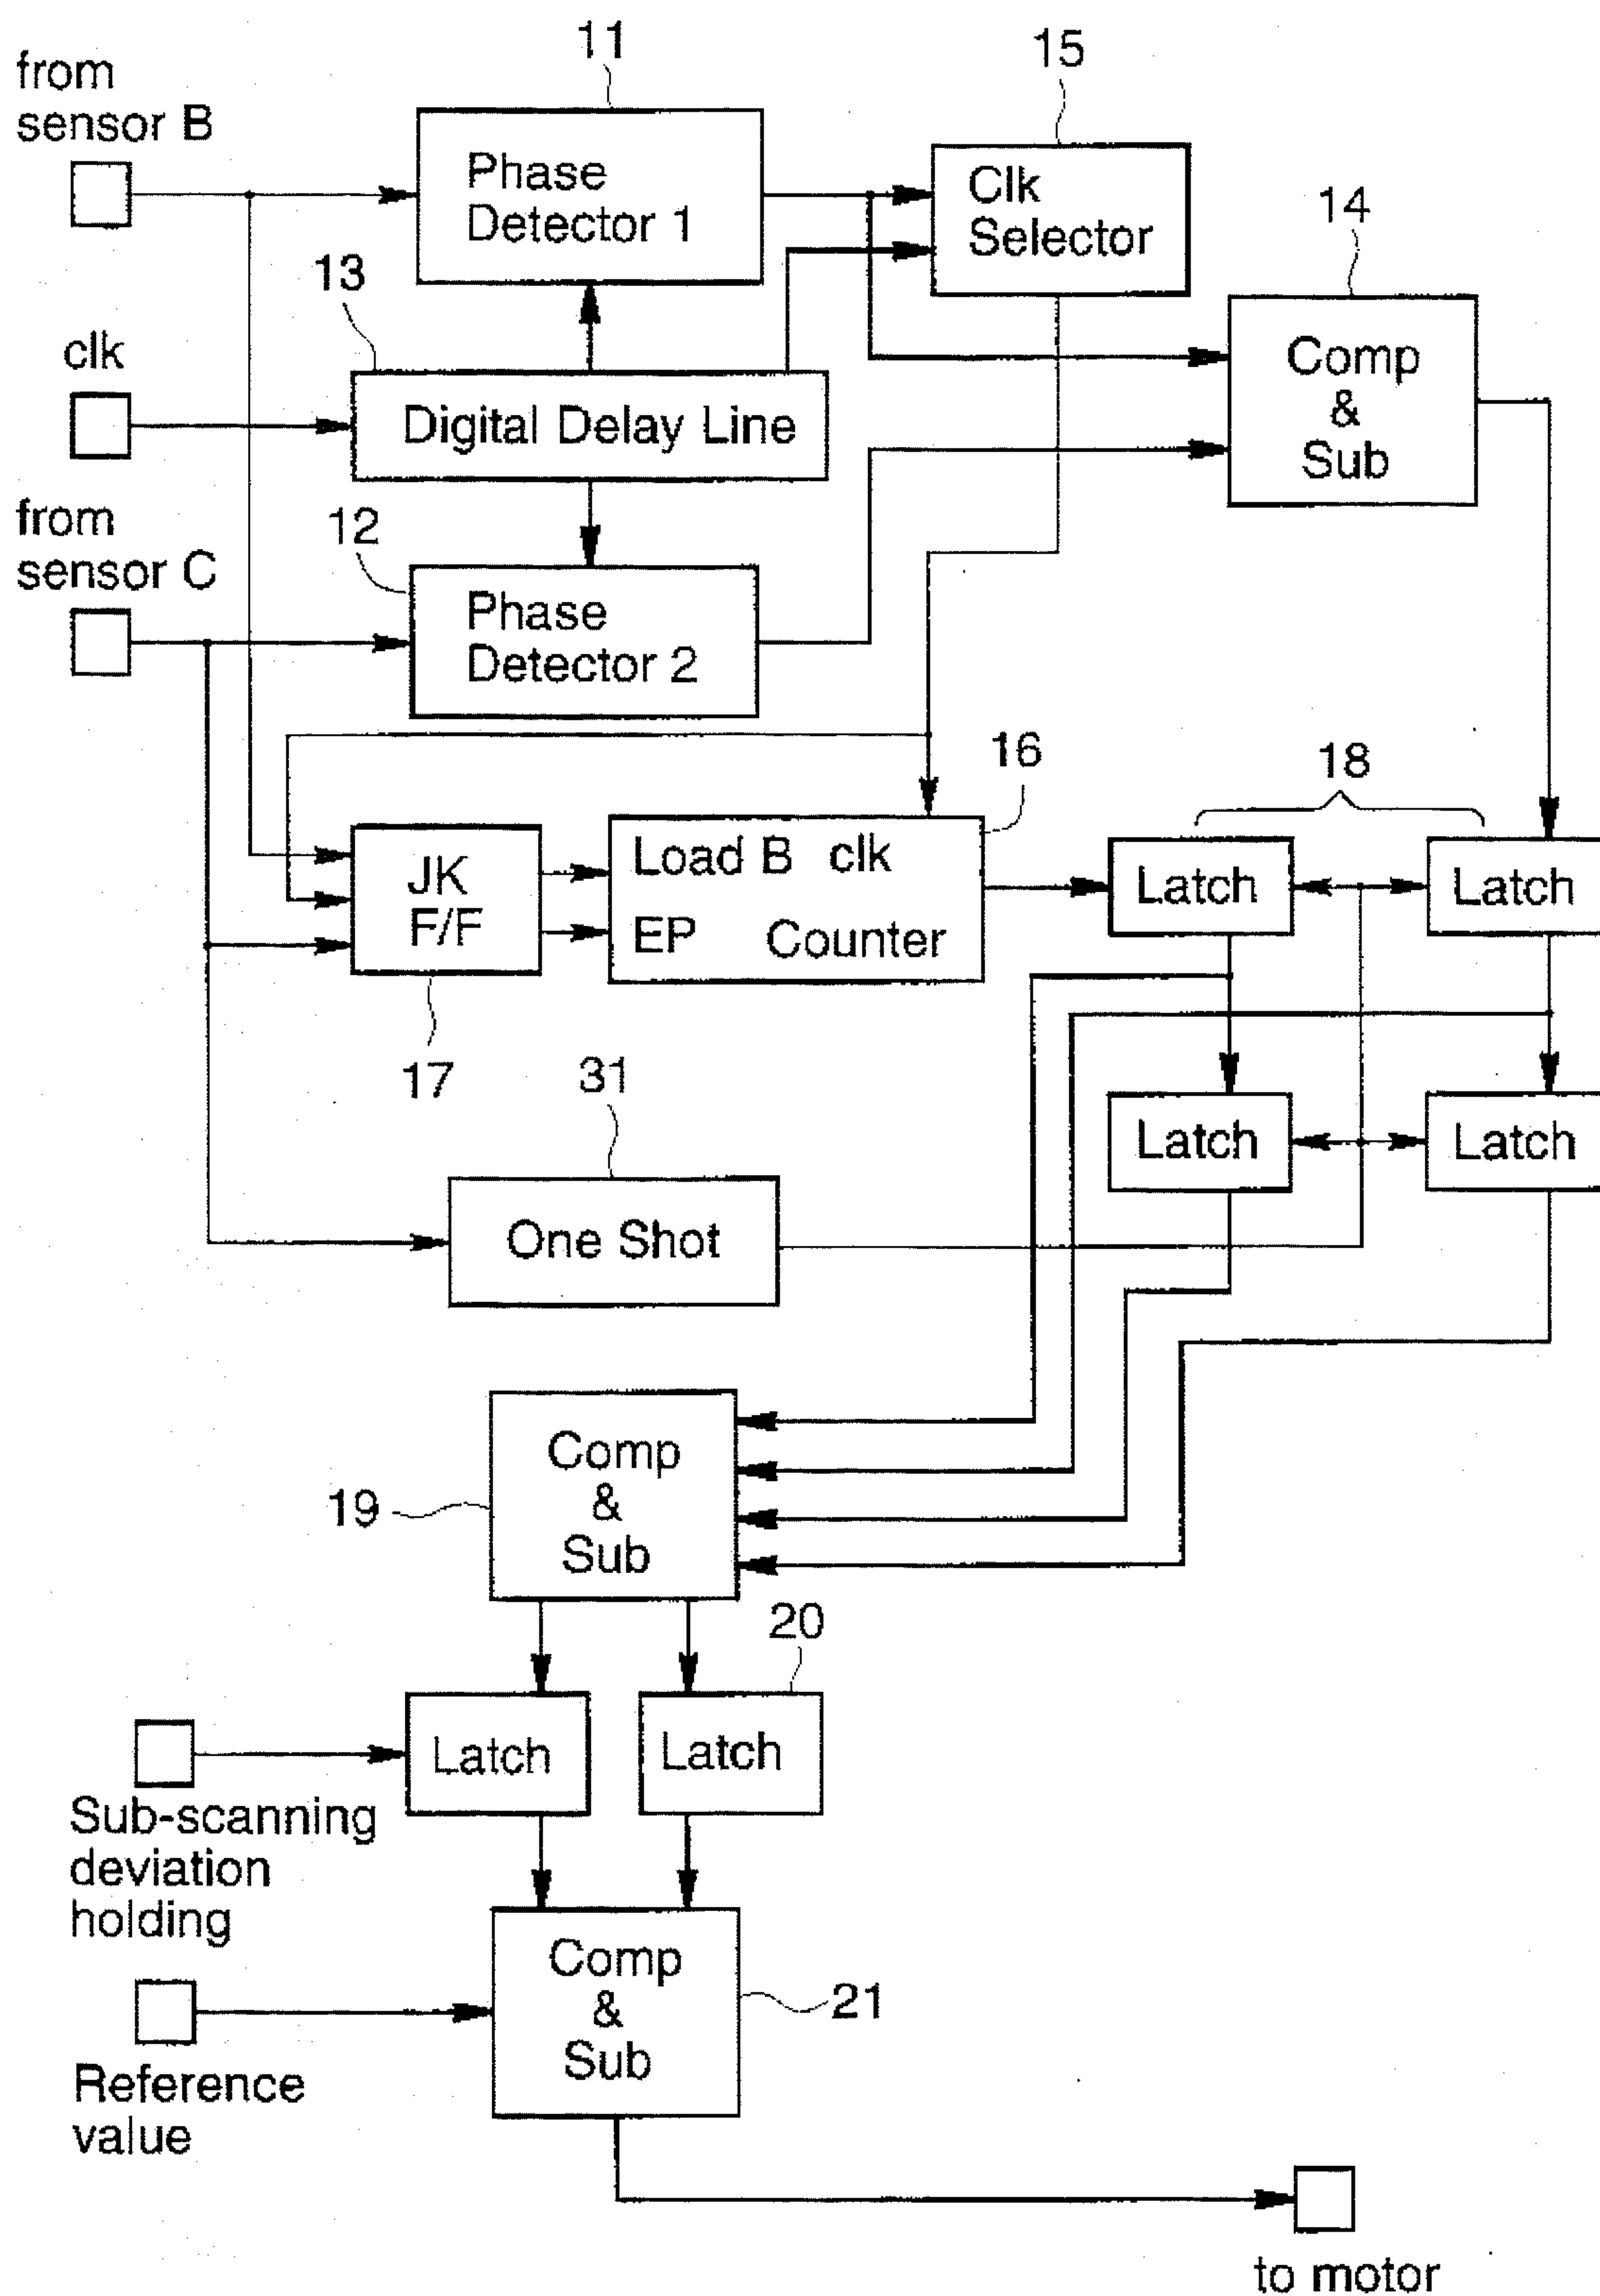 11
15
from
sensor B
Phase
Detector 1
Clk
Selector
14
13
clk
Comp
&
Sub
Digital Delay Line
from
sensor C
12
Phase
Detector 2
16
18
Load B clk
EP Counter
JK
F/F
Latch
Latch
17
31
Latch
Latch
One Shot
Comp
&
Sub
19
20
Latch
Latch
Sub-scanning
deviation
holding
Comp
&
Sub
21
Reference
value
to motor